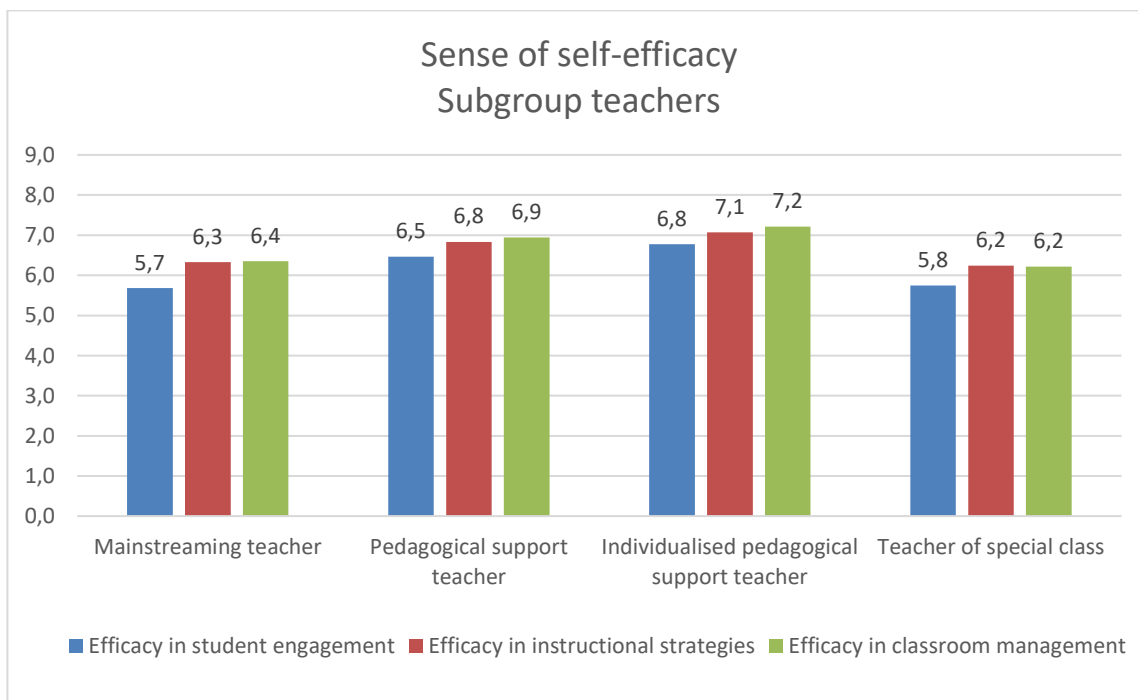 Sense of self-efficacy
Subgroup teachers
9,0
8,0
7,0
6,0
5,0
4,0
3,0
2,0
1,0
0,0
5,7
6,3
6,4
6,5
6,8
6,9
6,8
7,1
7,2
5,8
6,2
6,2
Mainstreaming teacher
Pedagogical support
teacher
Individualised pedagogical
support teacher
Teacher of special class
Efficacy in student engagement
Efficacy in instructional strategies
Efficacy in classroom management